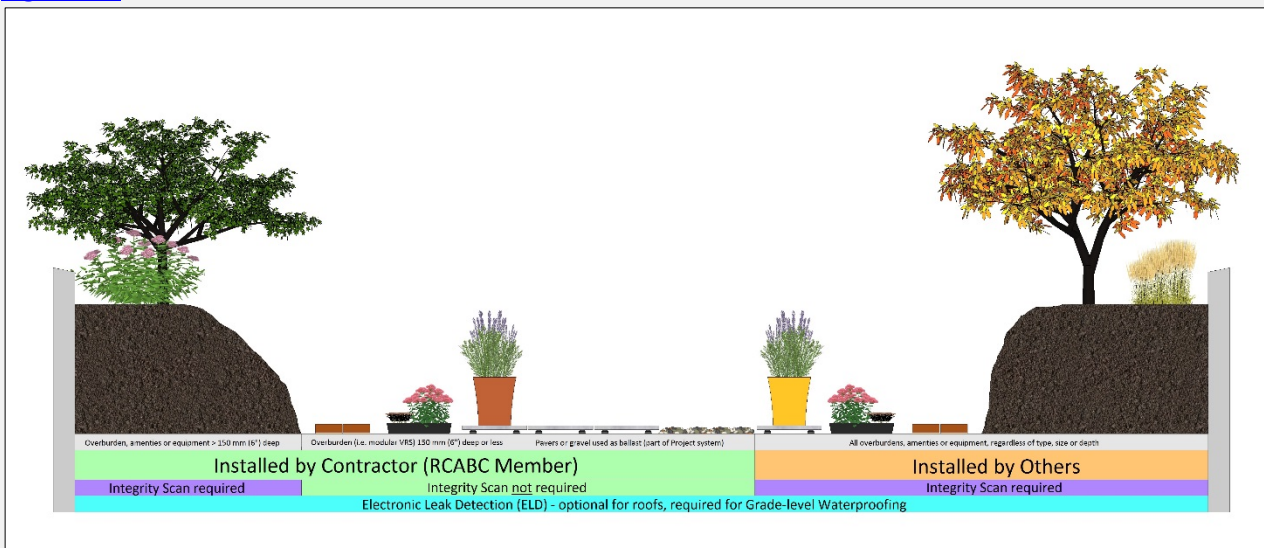 Overburden, amenities or equipment > 150 mm (6") deep
Overburden (i.e. modular VRS) 150 mm (6") deep or less
Pavers or gravel used as ballast (part of Project system)
All overburdens, amenities or equipment, regardless of type, size or depth
Installed by Contractor (RCABC Member)
Installed by Others
Integrity Scan required
Integrity Scan not required
Integrity Scan required
Electronic Leak Detection (ELD) - optional for roofs, required for Grade-level Waterproofing